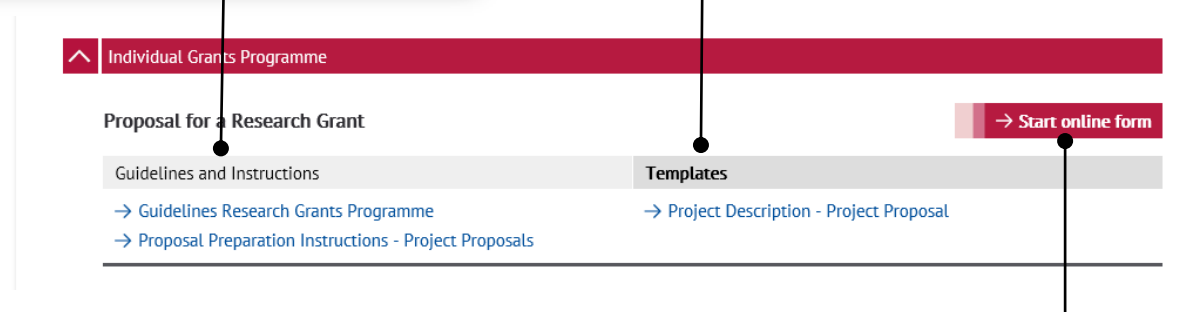 Individual Grants Programme
Proposal for a Research Grant
→ Start online form
Guidelines and Instructions
Templates
→ Guidelines Research Grants Programme
→ Project Description - Project Proposal
→ Proposal Preparation Instructions - Project Proposals